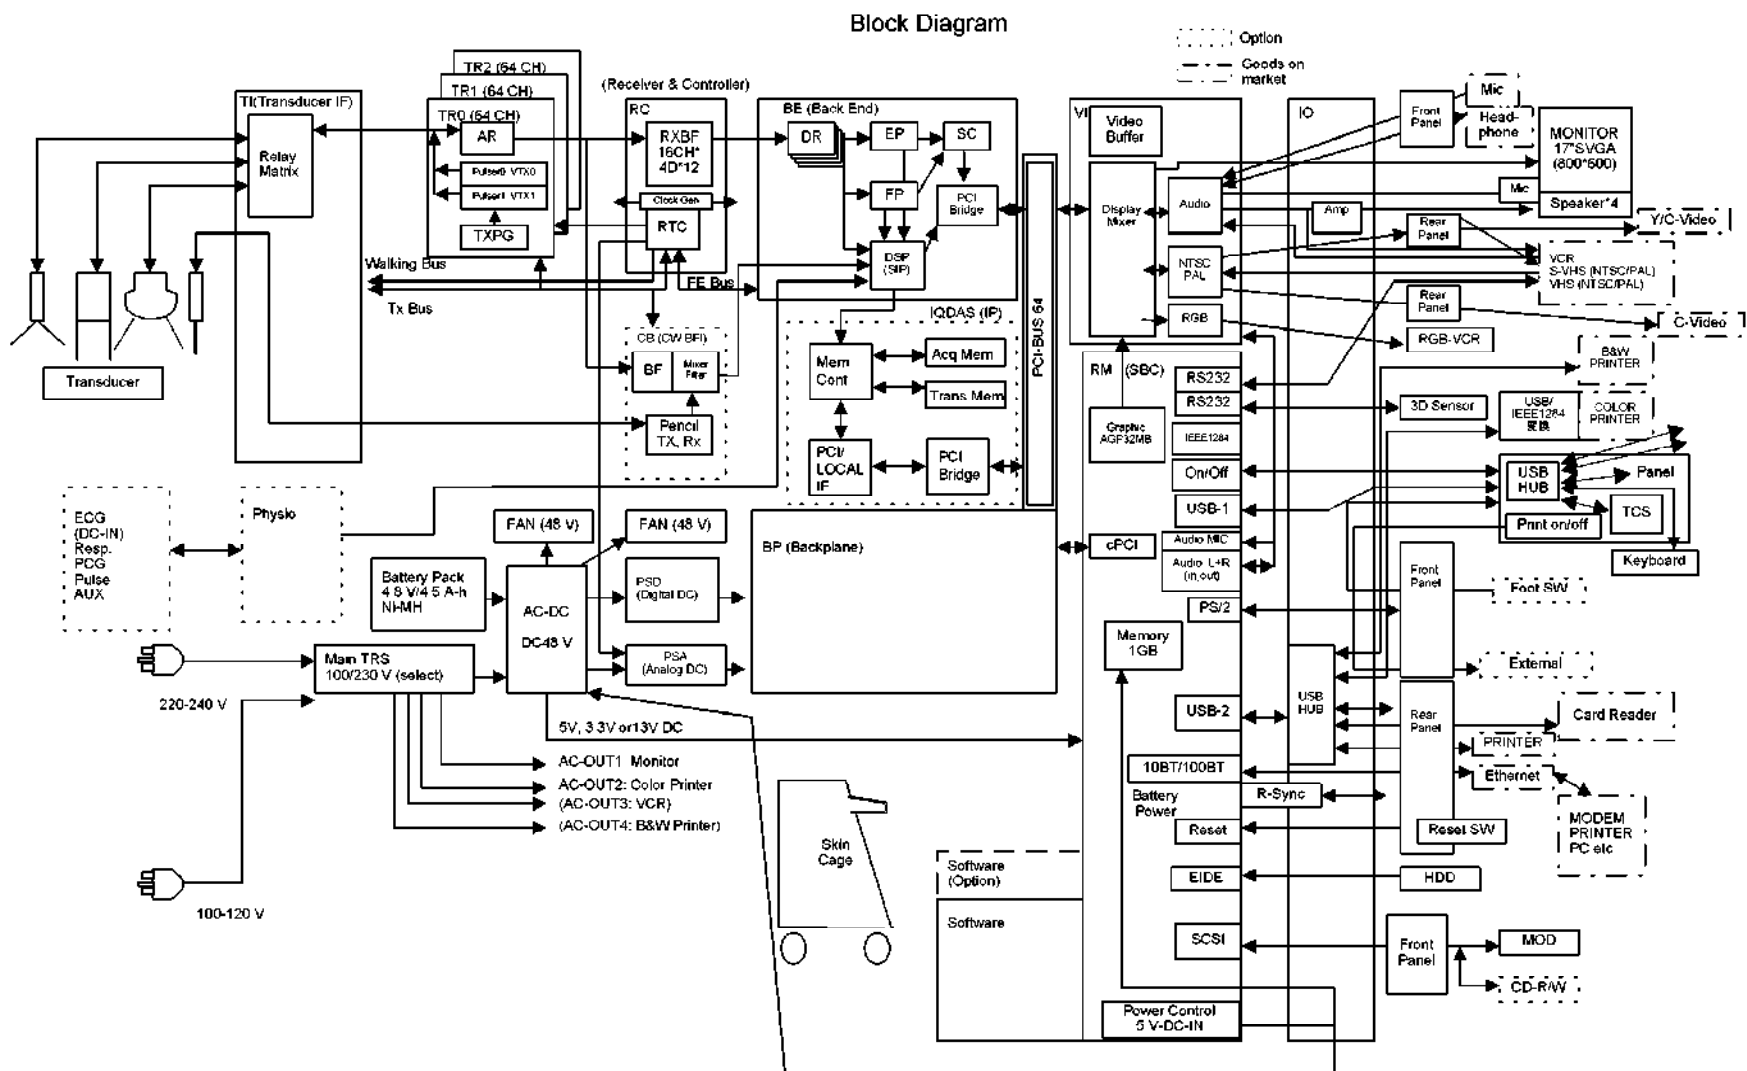 Block Diagram
Option
Goods on
market
TR2 (64 CH)
TR1 (64 CH)
TR0 (64 CH)
(Receiver & Controller)
TI(Transducer IF)
RC
BE (Back End)
VI
IO
Video
Buffer
Front
Panel
Mic
Head-
phone
MONITOR
17"SVGA
(800*600)
Relay
Matrix
AR
Pulser0 VTX0
Pulser1 VTX1
TXPG
RXBF
16CH*
4D*12
Clock Gen
RTC
DR
EP
SC
FP
PCI
Bridge
DSP
(SIP)
PCI-BUS 64
Display
Mixer
Audio
Amp
Mic
Speaker*4
Rear
Panel
Y/C-Video
NTSC
PAL
VCR
S-VHS (NTSC/PAL)
VHS (NTSC/PAL)
Rear
Panel
C-Video
RGB
RGB-VCR
Walking Bus
Tx Bus
FE Bus
IQDAS (IP)
CB (CW BFI)
BF
Mixer
Filter
Pencil
TX, Rx
Mem
Cont
Acq Mem
Trans Mem
PCI/
LOCAL
IF
PCI
Bridge
Transducer
RM (SBC)
RS232
RS232
Graphic
AGP32MB
IEEE1284
On/Off
USB-1
Audio MIC
Audio L+R
(in,out)
PS/2
cPCI
B&W
PRINTER
3D Sensor
USB/
IEEE1284
変換
COLOR
PRINTER
USB
HUB
Panel
TCS
Print on/off
Keyboard
Front
Panel
Foot SW
External
ECG
(DC-IN)
Resp.
PCG
Pulse
AUX
Physio
FAN (48 V)
FAN (48 V)
BP (Backplane)
Battery Pack
4 8 V/4 5 A-h
Ni-MH
AC-DC
DC48 V
PSD
(Digital DC)
PSA
(Analog DC)
Main TRS
100/230 V (select)
220-240 V
100-120 V
5V, 3 3V or13V DC
AC-OUT1 Monitor
AC-OUT2: Color Printer
(AC-OUT3: VCR)
(AC-OUT4: B&W Printer)
Skin
Cage
Memory
1GB
USB-2
USB
HUB
Rear
Panel
Card Reader
PRINTER
Ethernet
10BT/100BT
Battery
Power
R-Sync
Reset
Reset SW
MODEM
PRINTER
PC etc
EIDE
HDD
Software
(Option)
Software
SCSI
Front
Panel
MOD
CD-R/W
Power Control
5 V-DC-IN